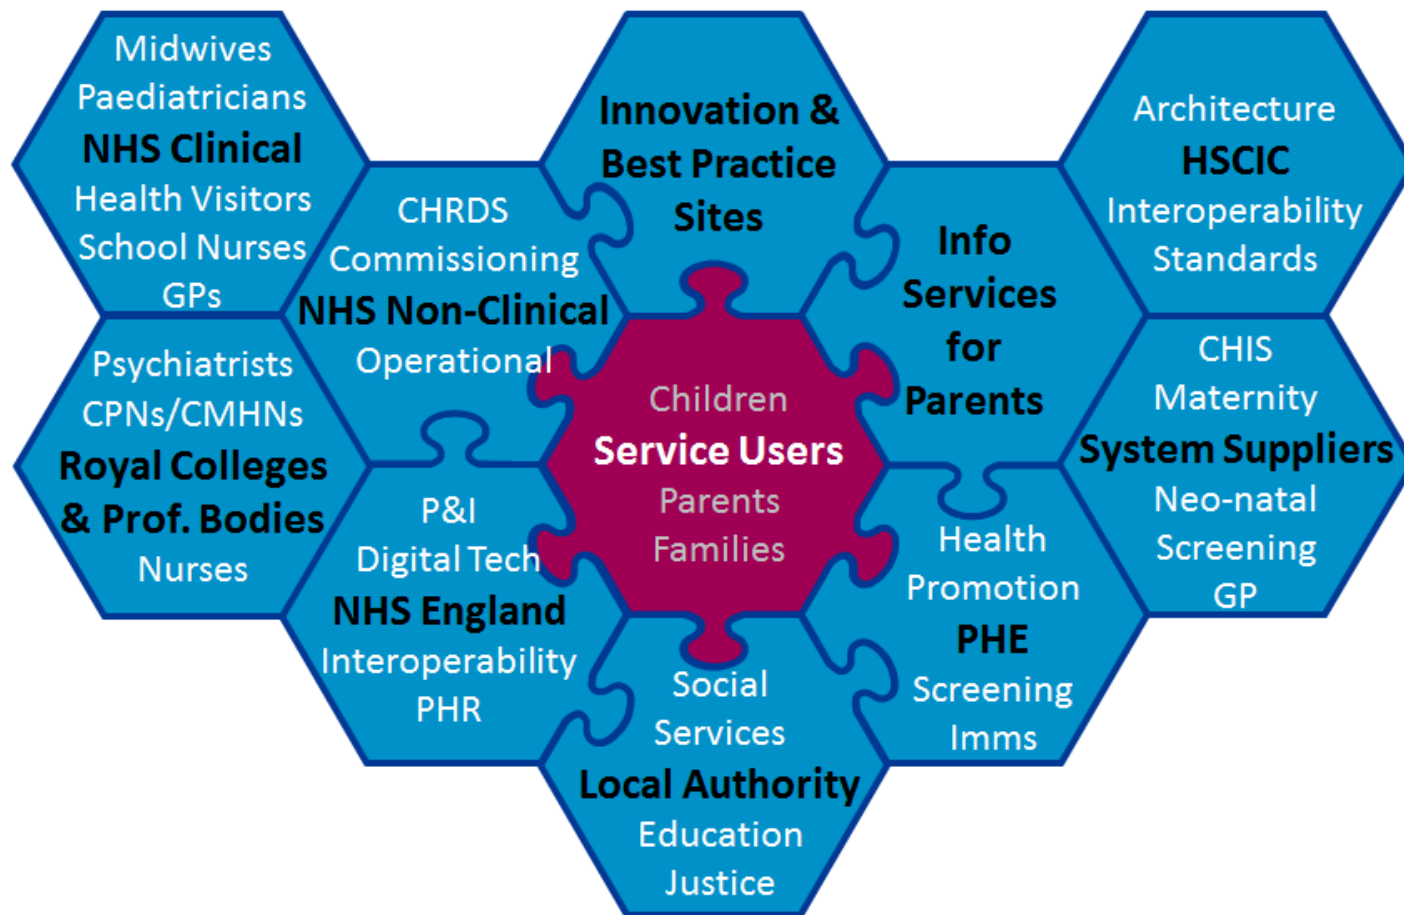 Midwives
Paediatricians
NHS Clinical
Health Visitors
School Nurses
GPs
CHRDS
Commissioning
NHS Non-Clinical
Operational
Innovation &
Best Practice
Sites
Info
Services
for
Parents
Architecture
HSCIC
Interoperability
Standards
Psychiatrists
CPNs/CMHNs
Royal Colleges
& Prof. Bodies
Nurses
P&I
Digital Tech
NHS England
Interoperability
PHR
Children
Service Users
Parents
Families
Social
Services
Local Authority
Education
Justice
Health
Promotion
PHE
Screening
Imms
CHIS
Maternity
System Suppliers
Neo-natal
Screening
GP